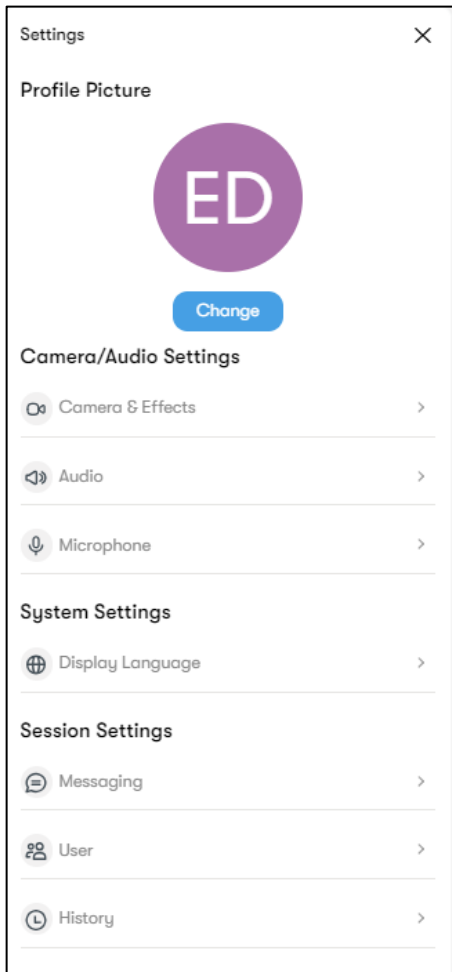 Settings
Profile Picture
ED
Change
Camera/Audio Settings
Camera & Effects
Audio
Microphone
System Settings
Display Language
Session Settings
Messaging
User
History